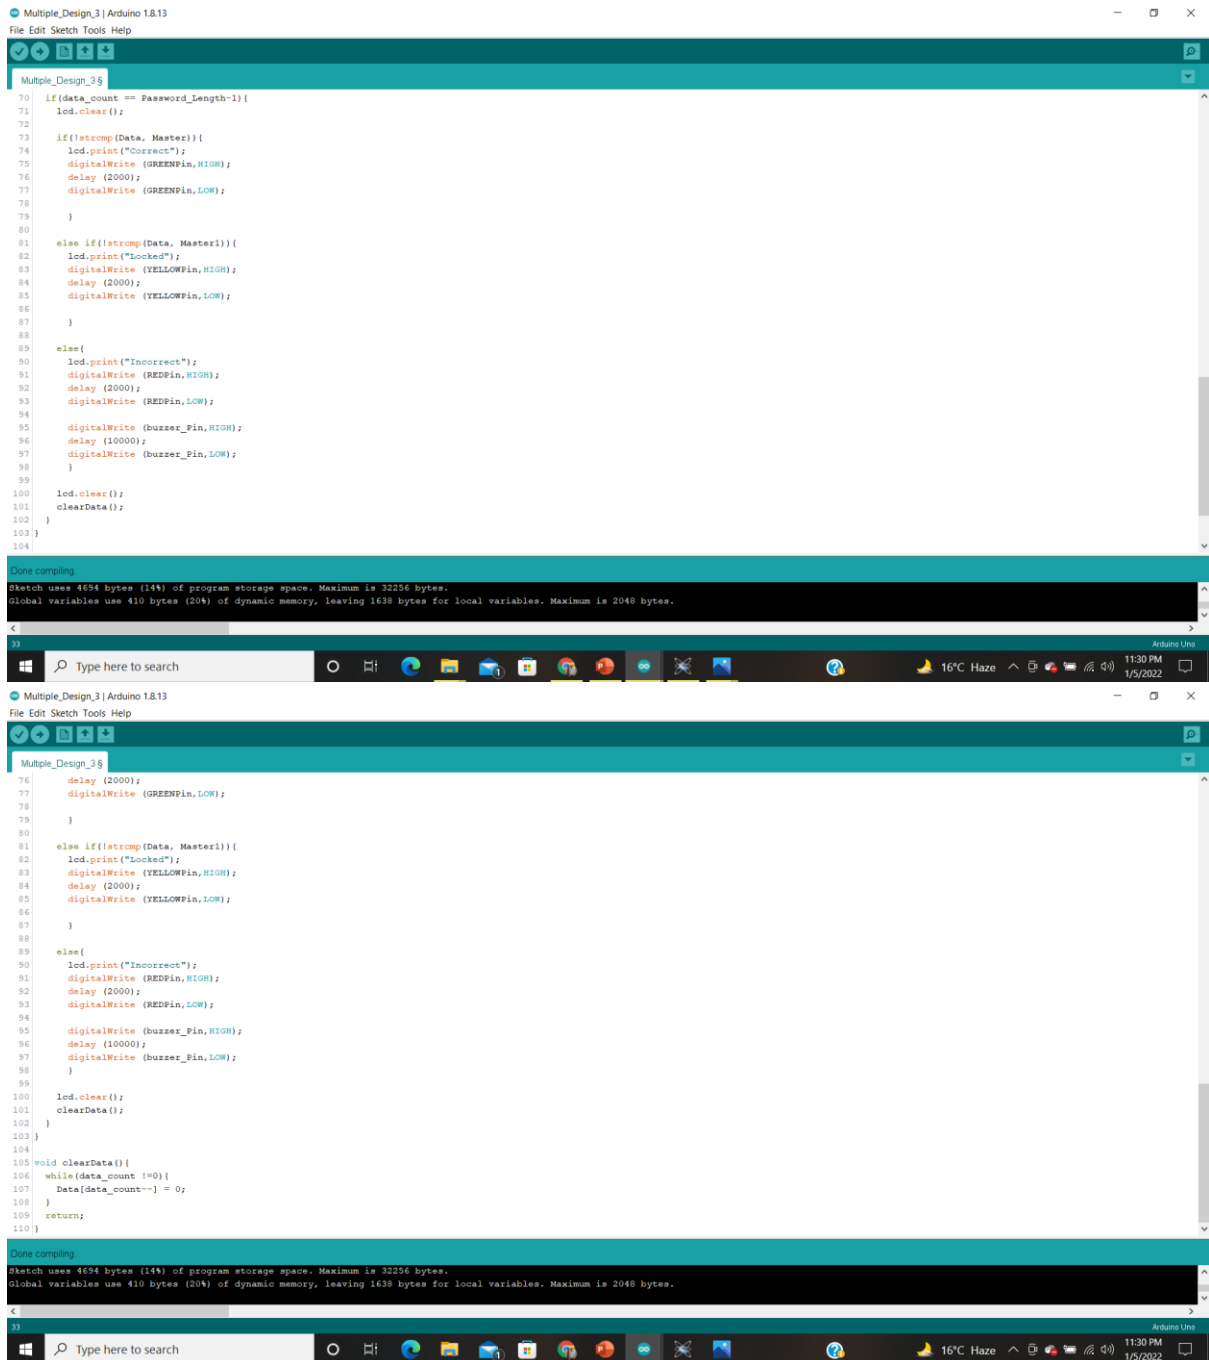 Multiple_Design_3 | Arduino 1.8.13
File Edit Sketch Tools Help
Multiple_Design_3 §
70 if(data_count == Password_Length-1){
71 lcd.clear();
72
73 if(!strcmp(Data, Master)){
74 lcd.print("Correct");
75 digitalWrite (GREENPin,HIGH);
76 delay (2000);
77 digitalWrite (GREENPin,LOW);
78
79 }
80
81 else if(!strcmp(Data, Master1)){
82 lcd.print("Locked");
83 digitalWrite (YELLOWPin,HIGH);
84 delay (2000);
85 digitalWrite (YELLOWPin,LOW);
86
87 }
88
89 else{
90 lcd.print("Incorrect");
91 digitalWrite (REDPin,HIGH);
92 delay (2000);
93 digitalWrite (REDPin,LOW);
94
95 digitalWrite (buzzer_Pin,HIGH);
96 delay (10000);
97 digitalWrite (buzzer_Pin,LOW);
98 }
99
100 lcd.clear();
101 clearData();
102 }
103 }
104
Done compiling.
Sketch uses 4694 bytes (14%) of program storage space. Maximum is 32256 bytes.
Global variables use 410 bytes (20%) of dynamic memory, leaving 1638 bytes for local variables. Maximum is 2048 bytes.
33 Arduino Uno
Type here to search 1 16°C Haze 11:30 PM
1/5/2022
Multiple_Design_3 | Arduino 1.8.13
File Edit Sketch Tools Help
Multiple_Design_3 §
76 delay (2000);
77 digitalWrite (GREENPin,LOW);
78
79 }
80
81 else if(!strcmp(Data, Master1)){
82 lcd.print("Locked");
83 digitalWrite (YELLOWPin,HIGH);
84 delay (2000);
85 digitalWrite (YELLOWPin,LOW);
86
87 }
88
89 else{
90 lcd.print("Incorrect");
91 digitalWrite (REDPin,HIGH);
92 delay (2000);
93 digitalWrite (REDPin,LOW);
94
95 digitalWrite (buzzer_Pin,HIGH);
96 delay (10000);
97 digitalWrite (buzzer_Pin,LOW);
98 }
99
100 lcd.clear();
101 clearData();
102 }
103 }
104
105 void clearData(){
106 while(data_count !=0){
107 Data[data_count--] = 0;
108 }
109 return;
110 }
Done compiling.
Sketch uses 4694 bytes (14%) of program storage space. Maximum is 32256 bytes.
Global variables use 410 bytes (20%) of dynamic memory, leaving 1638 bytes for local variables. Maximum is 2048 bytes.
33 Arduino Uno
Type here to search 1 16°C Haze 11:30 PM
1/5/2022